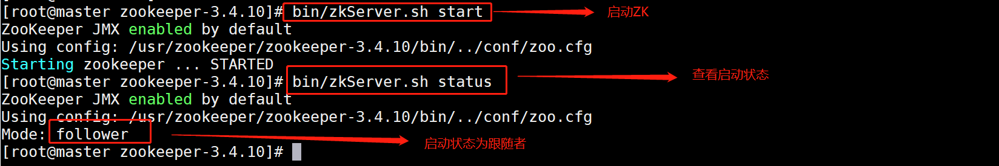 [root@master zookeeper-3.4.10]# bin/zkServer.sh start 启动ZK
ZooKeeper JMX enabled by default
Using config: /usr/zookeeper/zookeeper-3.4.10/bin/../conf/zoo.cfg
Starting zookeeper ... STARTED
[root@master zookeeper-3.4.10]# bin/zkServer.sh status 查看启动状态
ZooKeeper JMX enabled by default
Using config: /usr/zookeeper/zookeeper-3.4.10/bin/../conf/zoo.cfg
Mode: follower 启动状态为跟随者
[root@master zookeeper-3.4.10]#